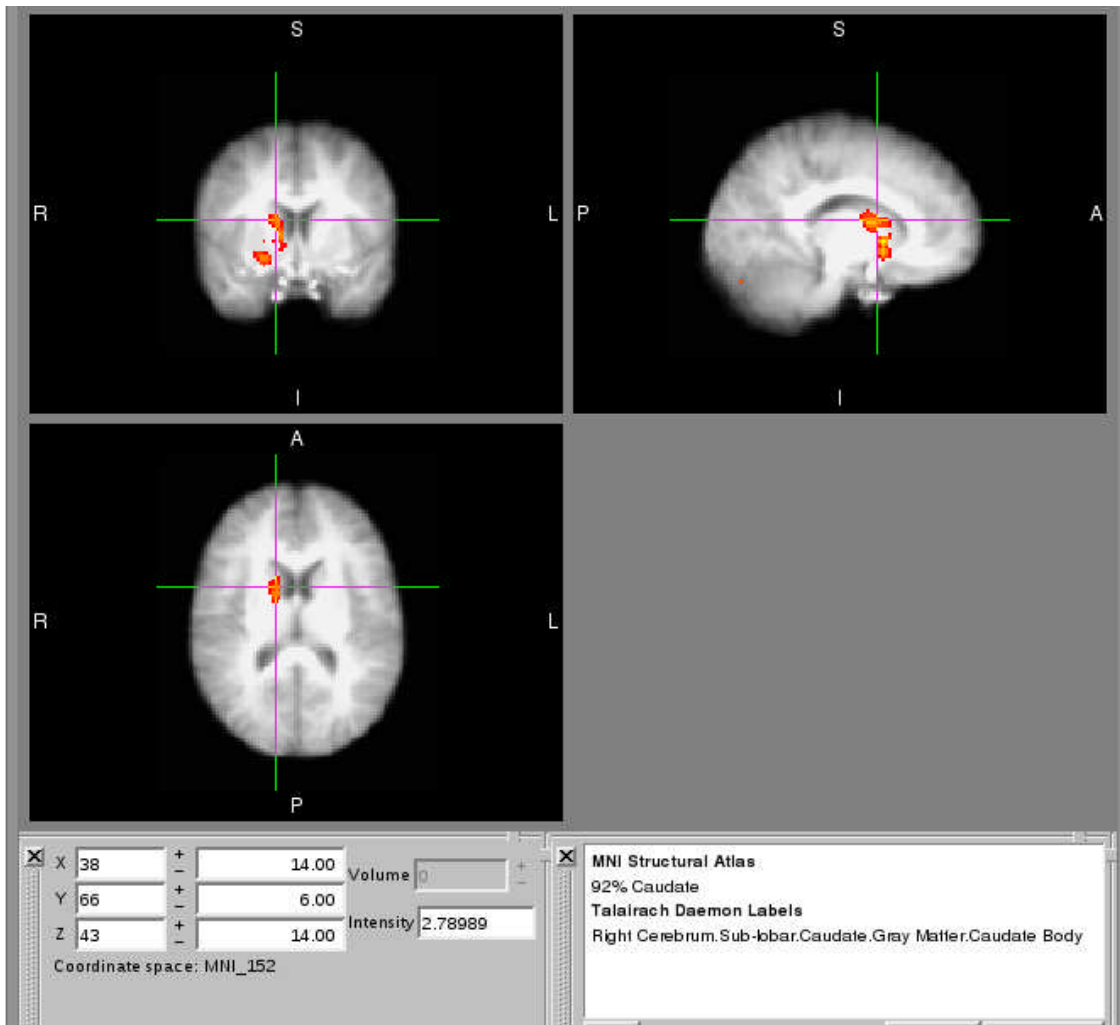 S
R
L
I
S
P
A
I
A
R
L
P
X 38 + - 14.00
Y 66 + - 6.00
Z 43 + - 14.00
Volume 0 + -
Intensity 2.78989
Coordinate space: MNI_152
MNI Structural Atlas
92% Caudate
Talairach Daemon Labels
Right Cerebrum.Sub-lobar.Caudate.Gray Matter.Caudate Body